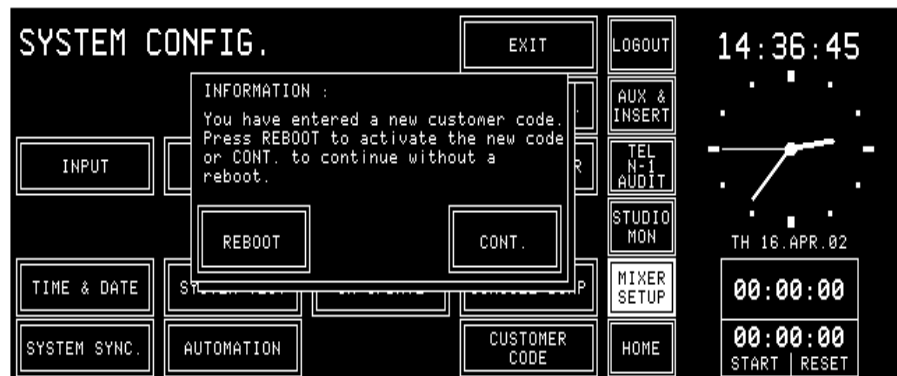 SYSTEM CONFIG.
EXIT
LOGOUT
14:36:45
INFORMATION :
You have entered a new customer code.
Press REBOOT to activate the new code
or CONT. to continue without a
reboot.
AUX &
INSERT
INPUT
TEL
N-1
AUDIT
REBOOT
CONT.
STUDIO
MON
TH 16.APR.02
TIME & DATE
MIXER
SETUP
00:00:00
SYSTEM SYNC.
AUTOMATION
CUSTOMER
CODE
HOME
00:00:00
START | RESET